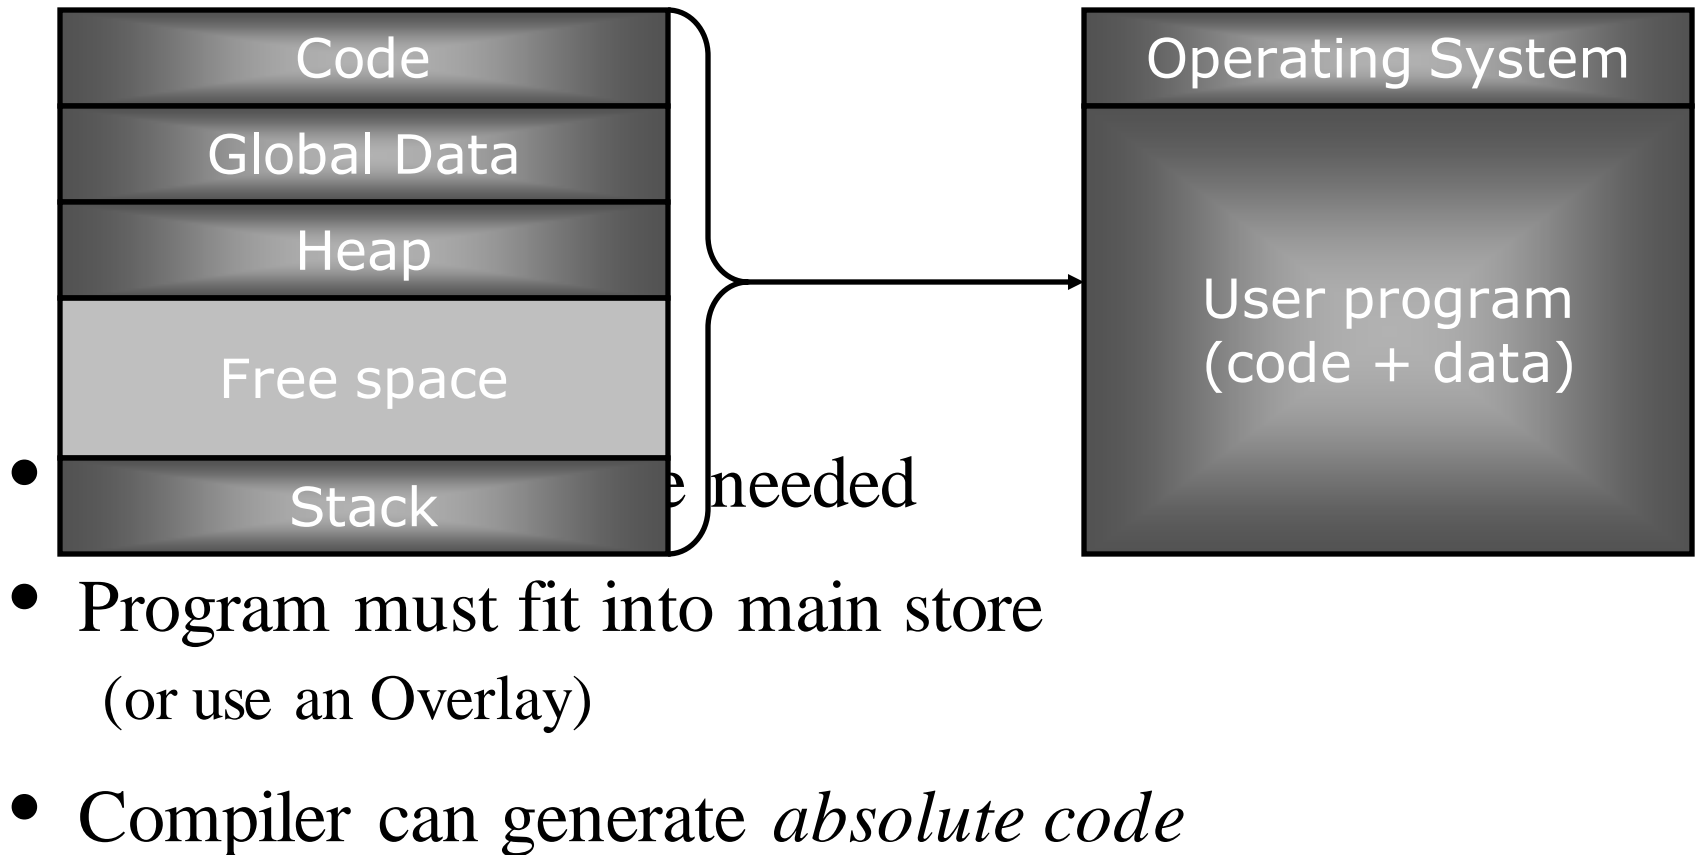 Code
Global Data
Heap
Free space
Stack
Operating System
User program
(code + data)
• needed
• Program must fit into main store
(or use an Overlay)
• Compiler can generate absolute code